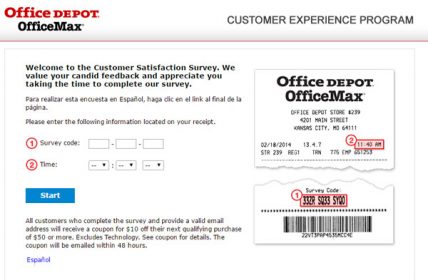 Office DEPOT
OfficeMax
CUSTOMER EXPERIENCE PROGRAM
Welcome to the Customer Satisfaction Survey. We
value your candid feedback and appreciate you
taking the time to complete our survey.
Para realizar esta encuesta en Español, haga clic en el link al final de la
página.
Please enter the following information located on your receipt.
1 Survey code: - -
2 Time: -- : -- --
Start
All customers who complete the survey and provide a valid email
address will receive a coupon for $10 off their next qualifying purchase
of $50 or more. Excludes Technology. See coupon for details. The
coupon will be emailed within 48 hours.
Español
Office DEPOT
OfficeMax
OFFICE DEPOT STORE #239
4201 MAIN STREET
KANSAS CITY, MO 64111
2
02/18/2014 13.4.7 11:40 AM
STR 239 REG1 TRN 775 EMP 651253
Survey Code:
1 33ZR SQ33 SYQO
22VT3PAP4535MCC4E